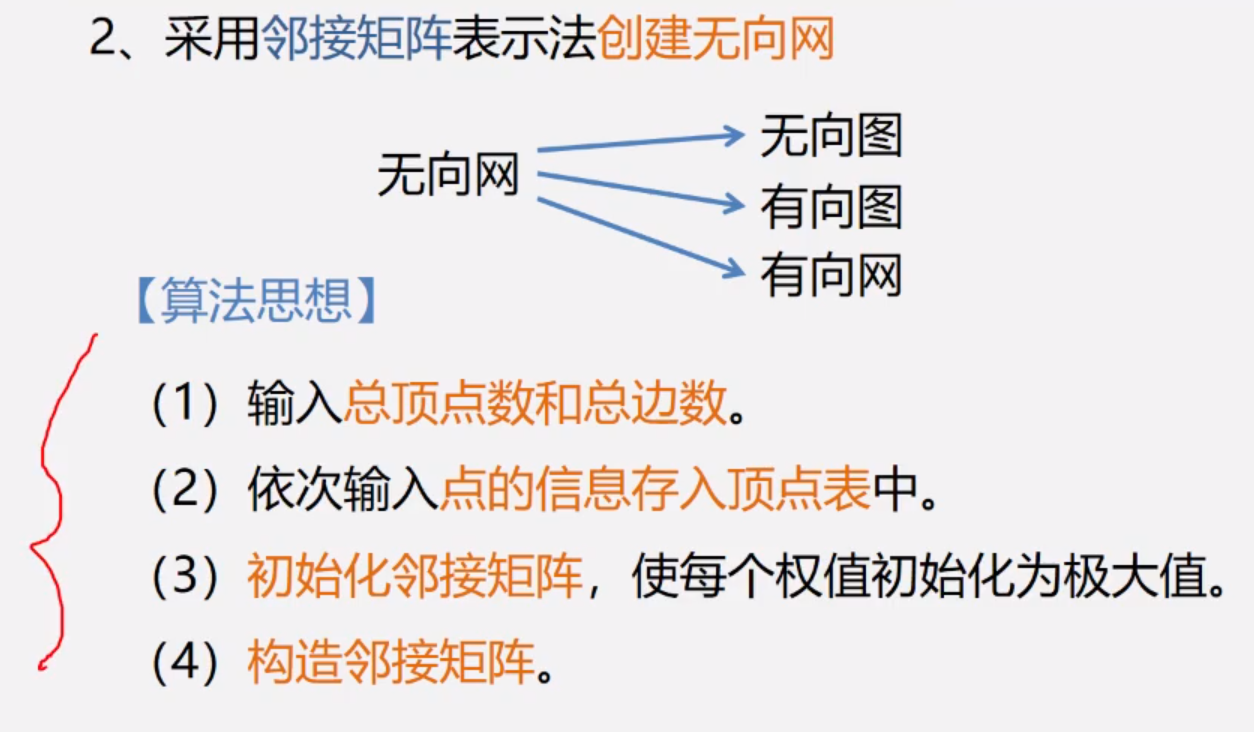 2、采用邻接矩阵表示法创建无向网
无向图
无向网
有向图
有向网
【算法思想】
（1）输入总顶点数和总边数。
（2）依次输入点的信息存入顶点表中。
（3）初始化邻接矩阵，使每个权值初始化为极大值。
（4）构造邻接矩阵。